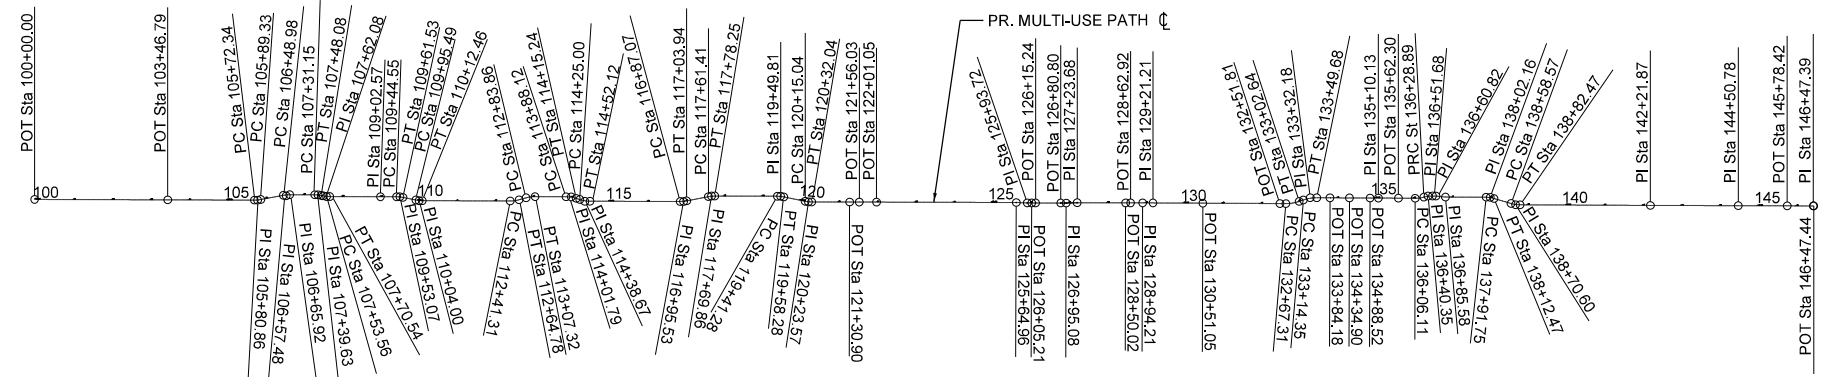 PR. MULTI-USE PATH ℄
POT Sta 1100+00.00
POT Sta 103+46.79
PC Sta 105+72.34
PC Sta 105+89.33
PC Sta 106+48.98
PC Sta 107+31.15
PT Sta 107+48.08
PI Sta 107+62.08
PI Sta 109+02.57
PC Sta 109+44.55
PT Sta 109+61.53
PC Sta 109+95.49
PT Sta 110+12.46
PC Sta 112+83.86
PC Sta 113+88.12
PT Sta 114+15.24
PC Sta 114+25.00
PT Sta 114+52.12
PC Sta 116+87.07
PT Sta 117+03.94
PC Sta 117+61.41
PT Sta 117+78.25
PI Sta 119+49.81
PC Sta 120+15.04
PT Sta 120+32.04
POT Sta 121+56.03
POT Sta 122+01.05
PI Sta 125+93.72
POT Sta 126+15.24
POT Sta 126+80.80
PI Sta 127+23.68
POT Sta 128+62.92
PI Sta 129+21.21
POT Sta 132+51.81
PT Sta 133+02.64
PI Sta 133+32.18
PT Sta 133+49.68
PI Sta 135+10.13
POT Sta 135+62.30
PRC St 136+28.89
PI Sta 136+51.68
PI Sta 136+60.82
PI Sta 138+02.16
PC Sta 138+58.57
PT Sta 138+82.47
PI Sta 142+21.87
PI Sta 144+50.78
POT Sta 145+78.42
PI Sta 146+47.39
100
105
110
115
120
125
130
135
140
145
PI Sta 105+80.86
PI Sta 106+57.48
PI Sta 106+65.92
PI Sta 107+39.63
PC Sta 107+53.56
PT Sta 107+70.54
PI Sta 109+53.07
PI Sta 110+04.00
PC Sta 112+41.31
PT Sta 112+64.78
PT Sta 113+07.32
PI Sta 114+01.79
PI Sta 114+38.67
PI Sta 116+95.53
PI Sta 117+69.86
PC Sta 119+41.28
PT Sta 119+58.28
PI Sta 120+23.57
POT Sta 121+30.90
PI Sta 125+64.96
POT Sta 126+05.21
PI Sta 126+95.08
POT Sta 128+50.02
PI Sta 128+94.21
POT Sta 130+51.05
PC Sta 132+67.31
PC Sta 133+14.35
POT Sta 133+84.18
POT Sta 134+34.90
POT Sta 134+88.52
PC Sta 136+06.11
PI Sta 136+40.35
PI Sta 136+85.58
PC Sta 137+91.75
PT Sta 138+12.47
PI Sta 138+70.60
POT Sta 146+47.44